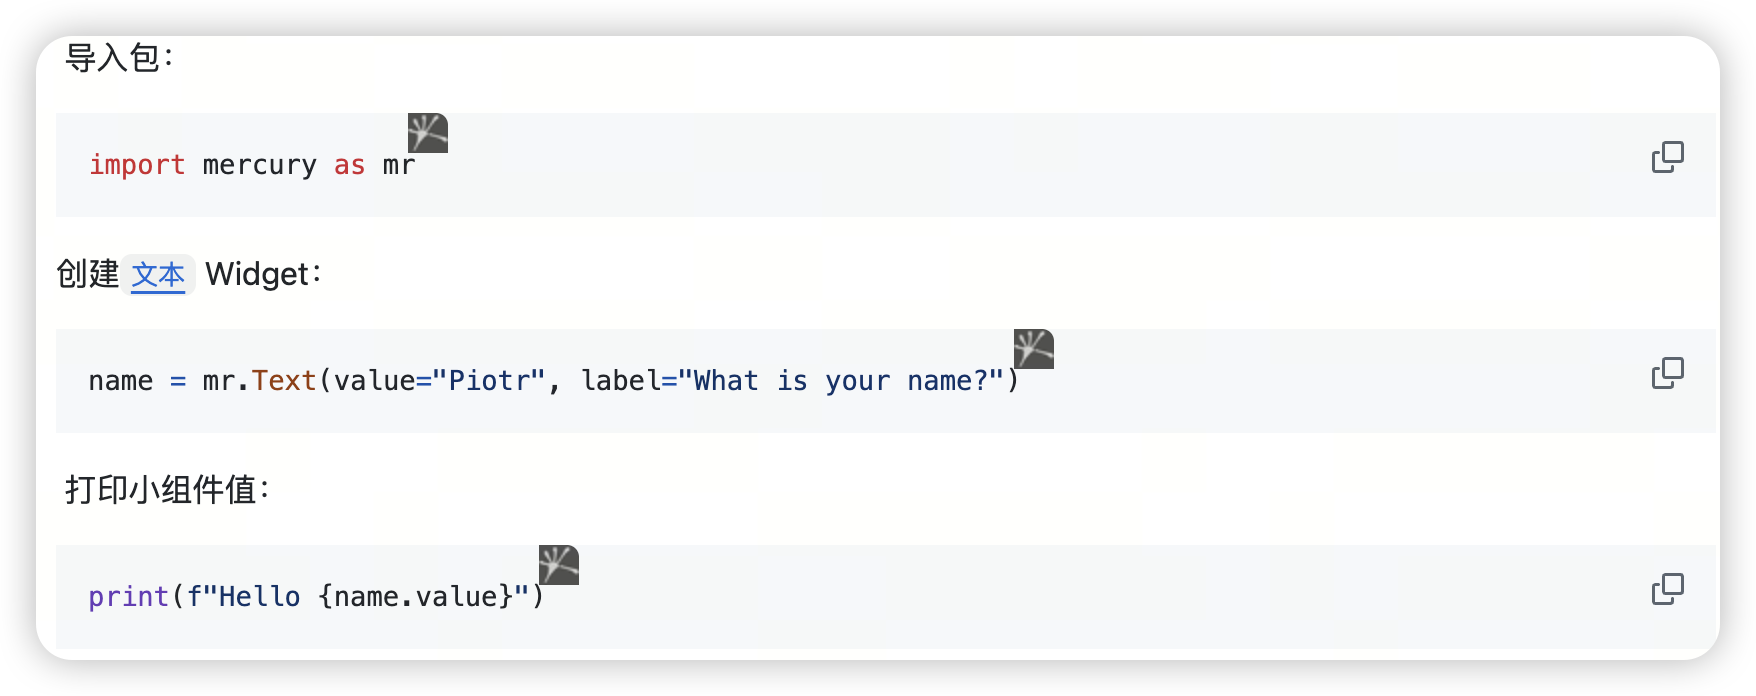 导入包：
import mercury as mr
创建 文本 Widget：
name = mr.Text(value="Piotr", label="What is your name?")
打印小组件值：
print(f"Hello {name.value}")